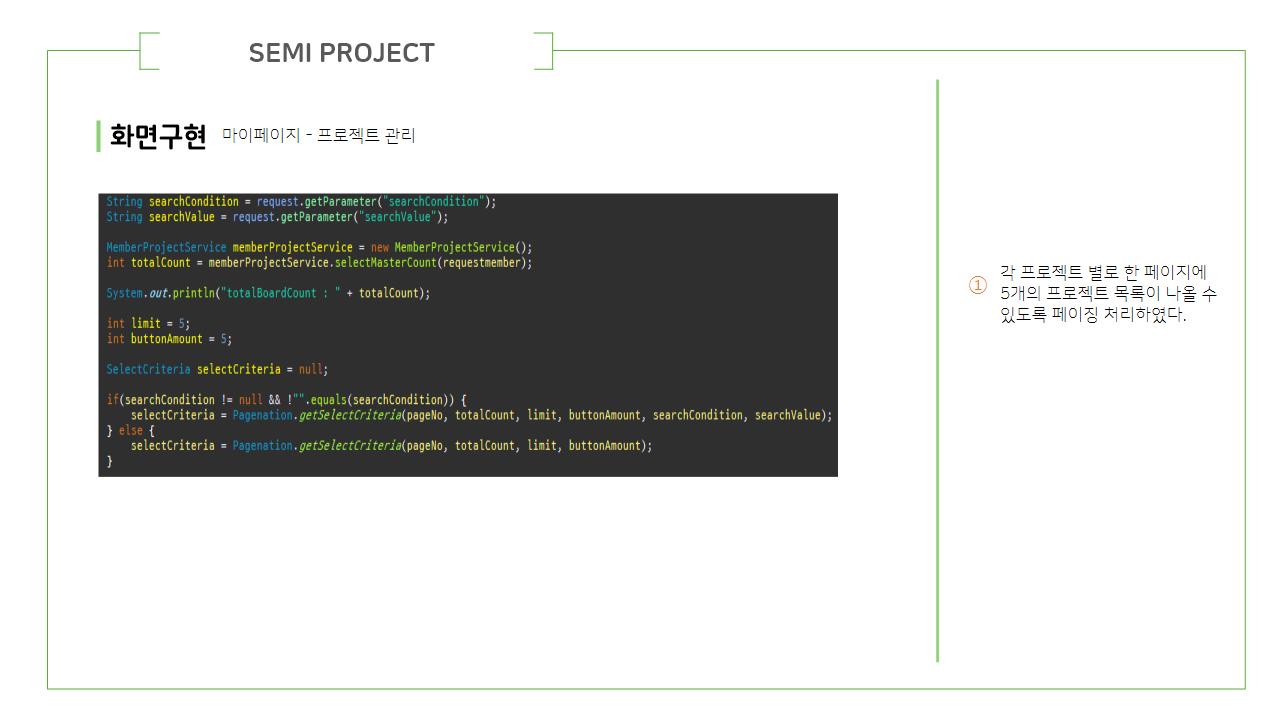 SEMI PROJECT
화면구현 마이페이지 - 프로젝트 관리
String searchCondition = request.getParameter("searchCondition");
String searchValue = request.getParameter("searchValue");
MemberProjectService memberProjectService = new MemberProjectService();
int totalCount = memberProjectService.selectMasterCount(requestmember);
System.out.println("totalBoardCount : " + totalCount);
int limit = 5;
int buttonAmount = 5;
SelectCriteria selectCriteria = null;
if(searchCondition != null && !"".equals(searchCondition)) {
selectCriteria = Pagenation.getSelectCriteria(pageNo, totalCount, limit, buttonAmount, searchCondition, searchValue);
} else {
selectCriteria = Pagenation.getSelectCriteria(pageNo, totalCount, limit, buttonAmount);
}
① 각 프로젝트 별로 한 페이지에
5개의 프로젝트 목록이 나올 수
있도록 페이징 처리하였다.